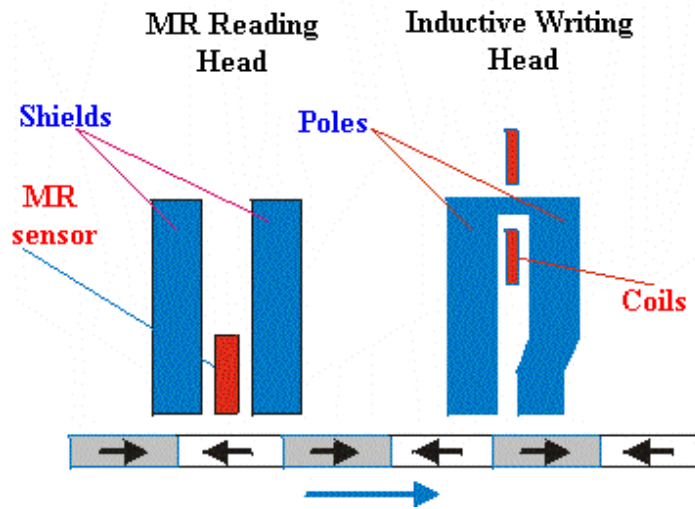 MR Reading
Head
Inductive Writing
Head
Shields
Poles
MR
sensor
Coils